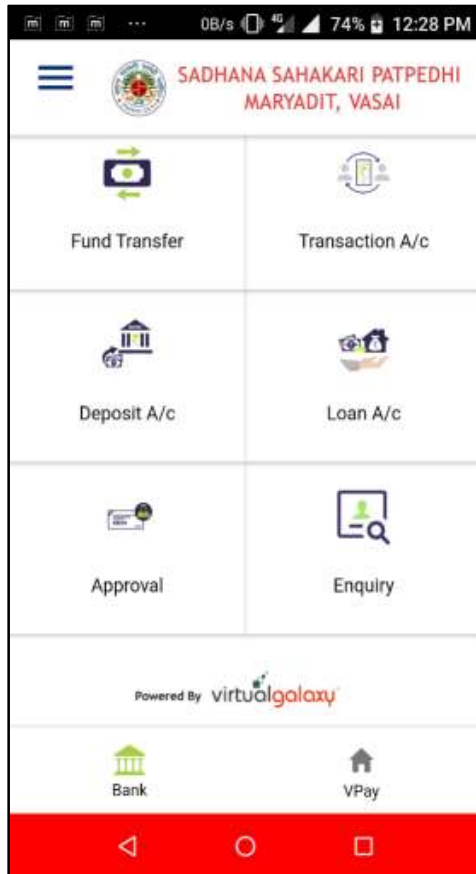 0B/s 4G 74% 12:28 PM
SADHANA SAHAKARI PATPEDHI
MARYADIT, VASAI
Fund Transfer
Transaction A/c
Deposit A/c
Loan A/c
Approval
Enquiry
Powered By virtualgalaxy
Bank
VPay